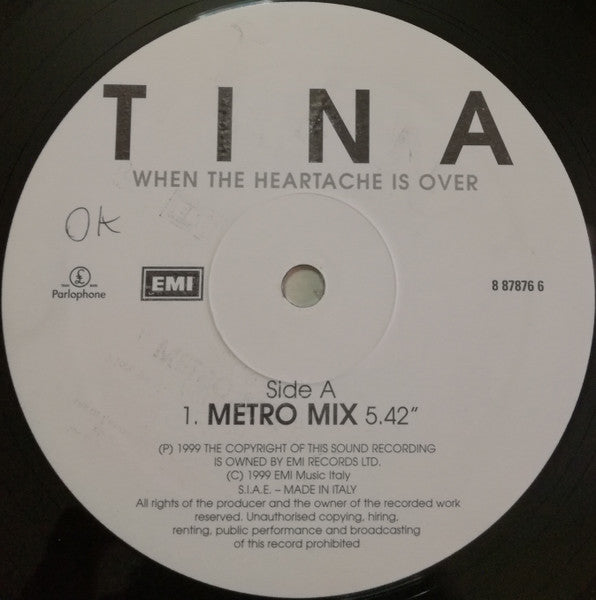 TINA
WHEN THE HEARTACHE IS OVER
OK
£
Parlophone
EMI
8 87876 6
Side A
1. METRO MIX 5.42"
(P) 1999 THE COPYRIGHT OF THIS SOUND RECORDING
IS OWNED BY EMI RECORDS LTD.
(C) 1999 EMI Music Italy
S.I.A.E. – MADE IN ITALY
All rights of the producer and the owner of the recorded work
reserved. Unauthorised copying, hiring,
renting, public performance and broadcasting
of this record prohibited